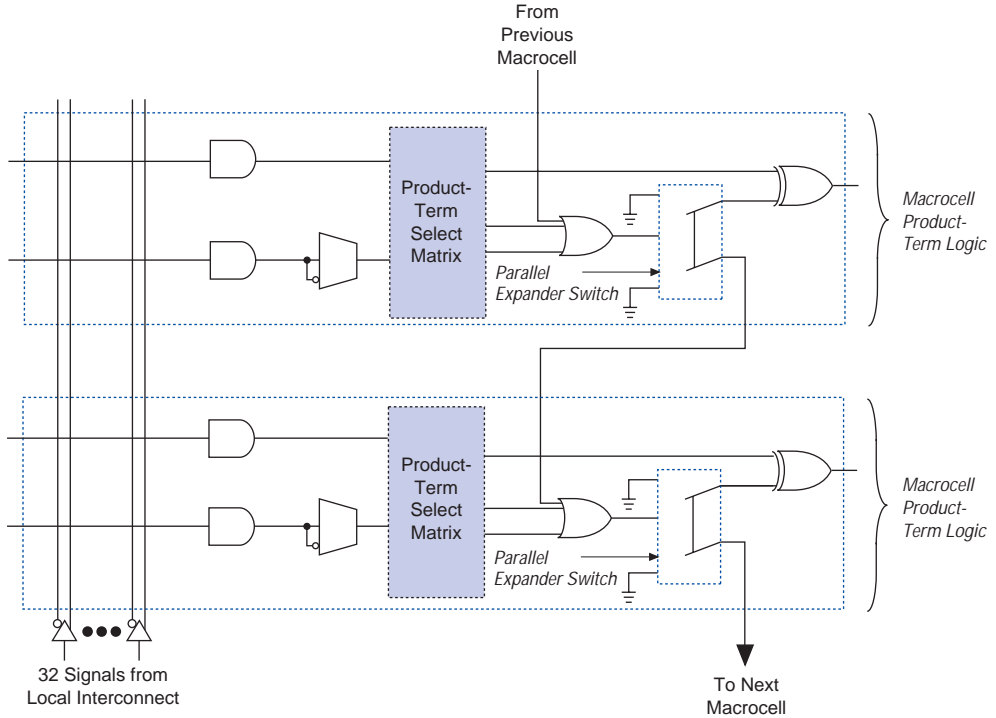 From
Previous
Macrocell
Product-
Term
Select
Matrix
Parallel
Expander Switch
Macrocell
Product-
Term Logic
Product-
Term
Select
Matrix
Parallel
Expander Switch
Macrocell
Product-
Term Logic
32 Signals from
Local Interconnect
To Next
Macrocell